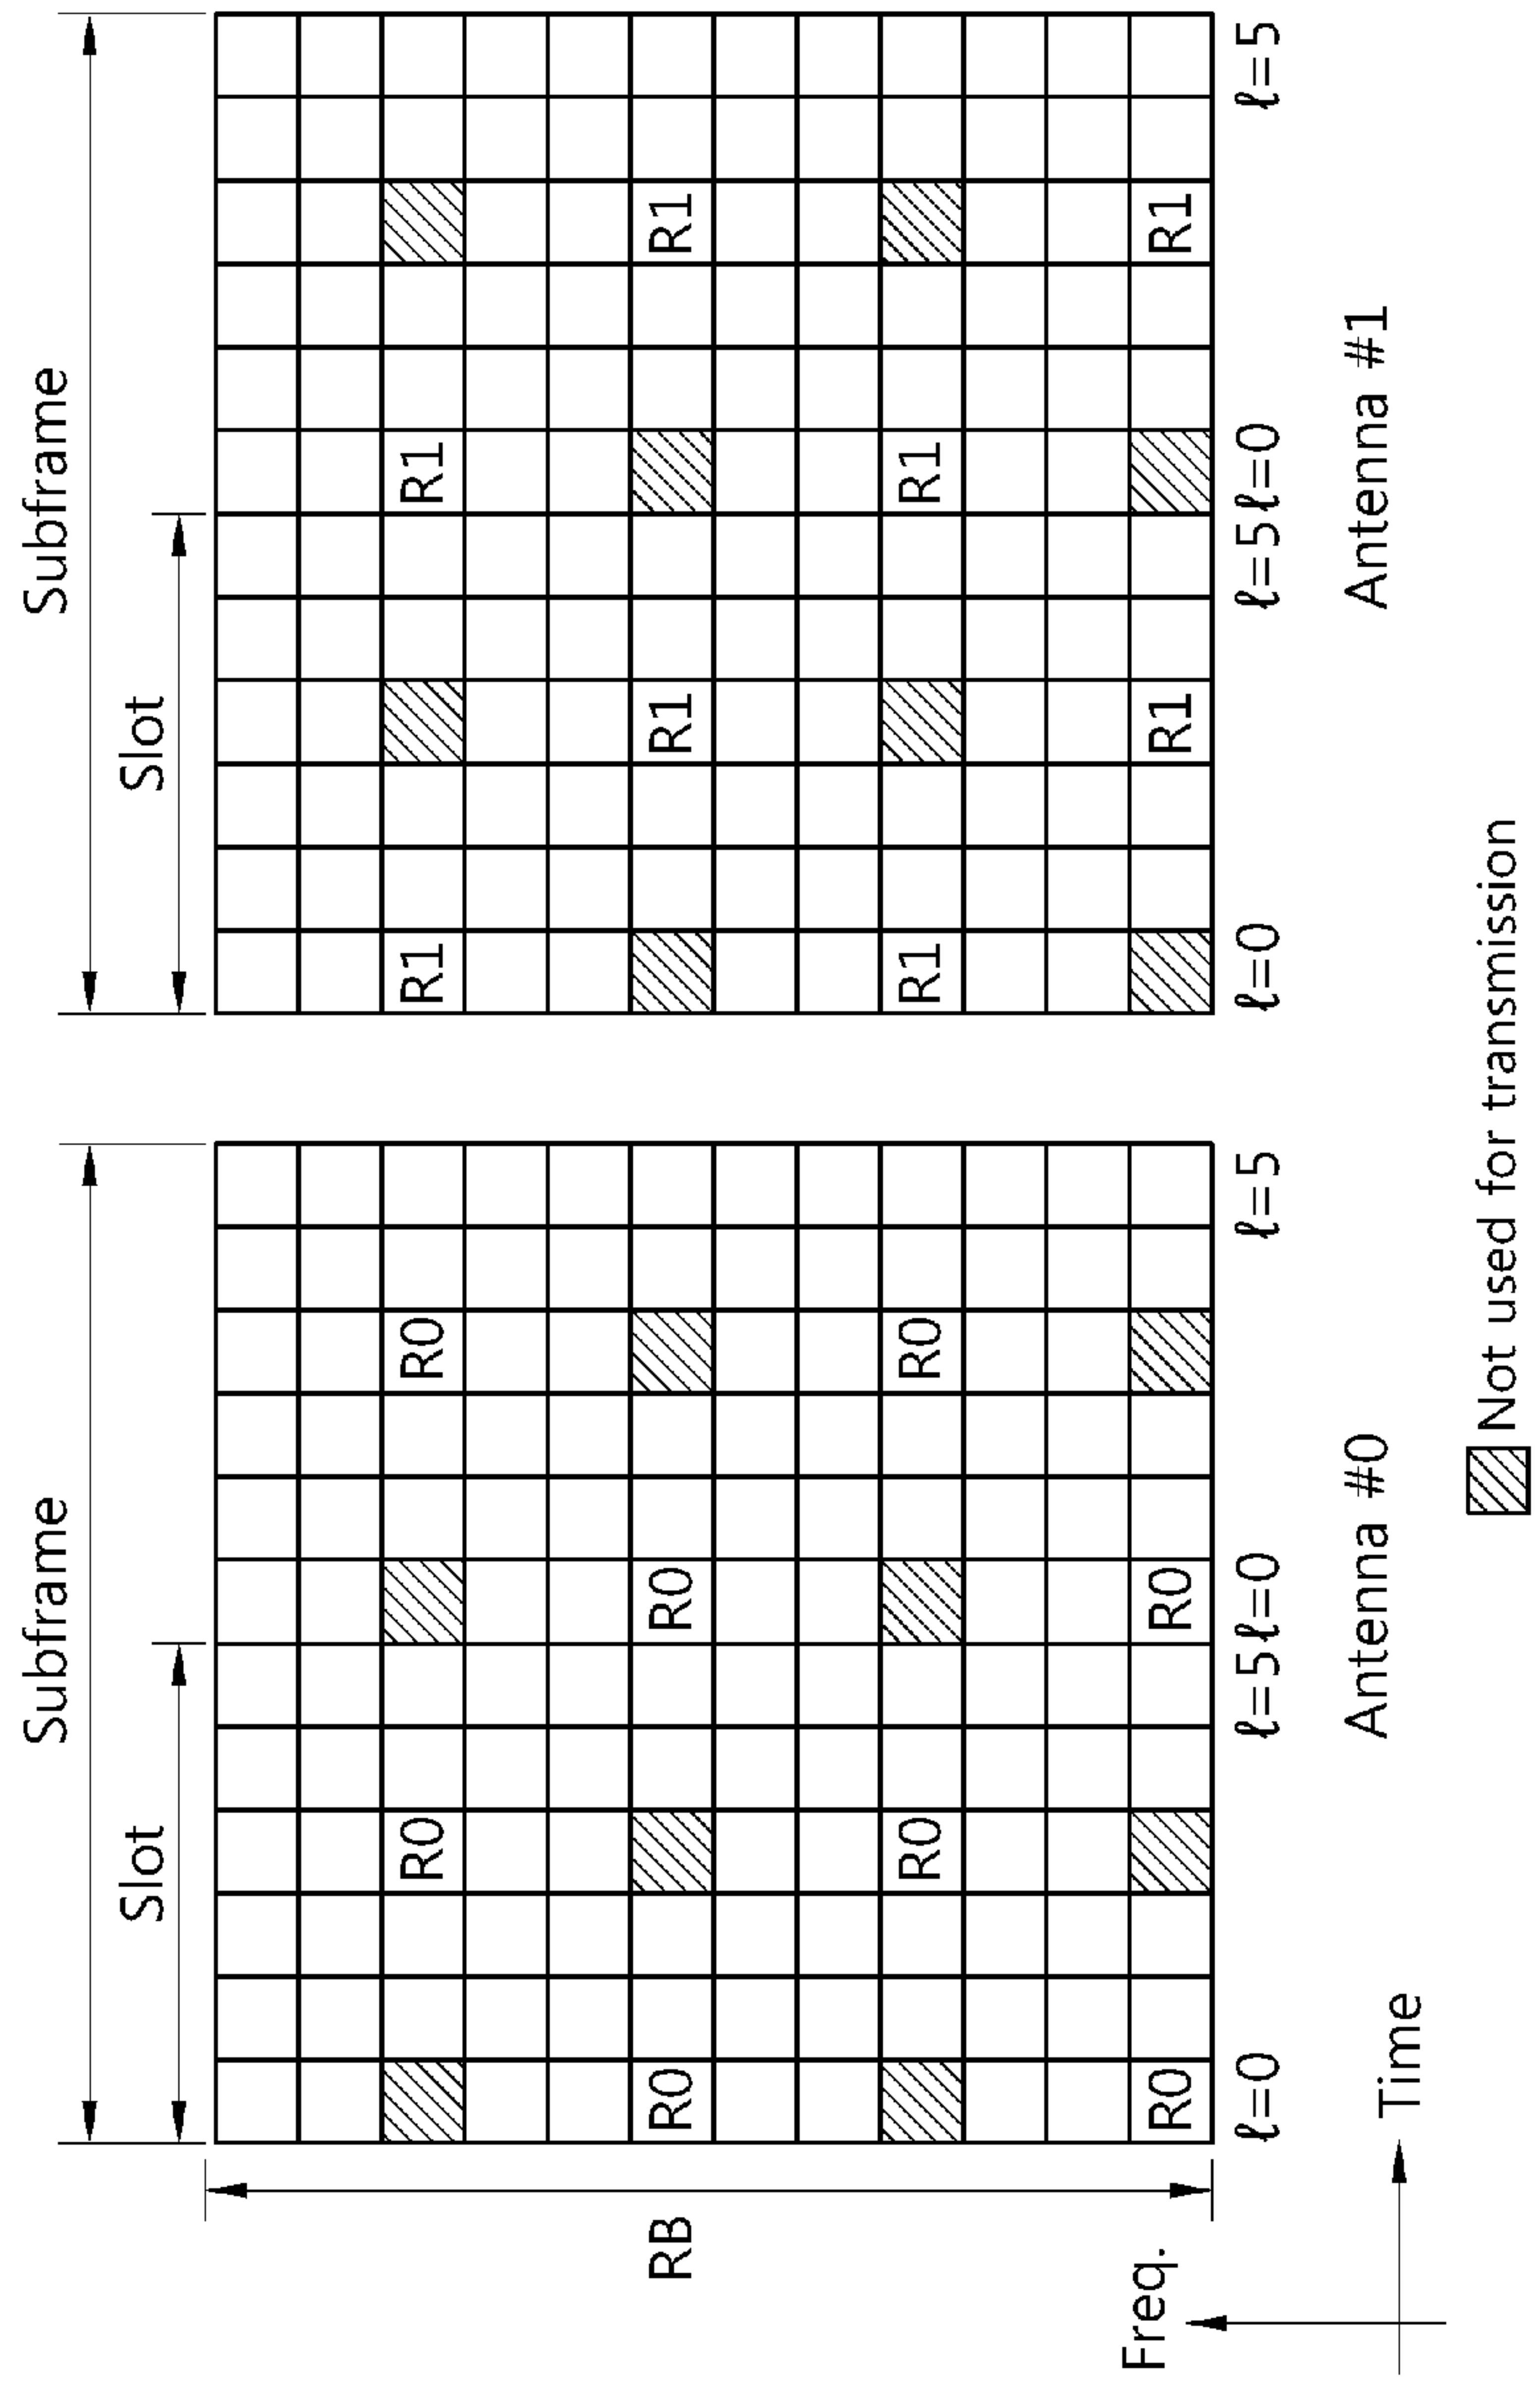 Subframe Subframe
Slot Slot
R0 R0 R1 R1
RB R0 R0 R1 R1
R0 R0 R1 R1
Freq. R0 R0 R1 R1
ℓ=0 ℓ=5 ℓ=0 ℓ=5 ℓ=0 ℓ=5 ℓ=0 ℓ=5
Antenna #0 Antenna #1
Time
Not used for transmission